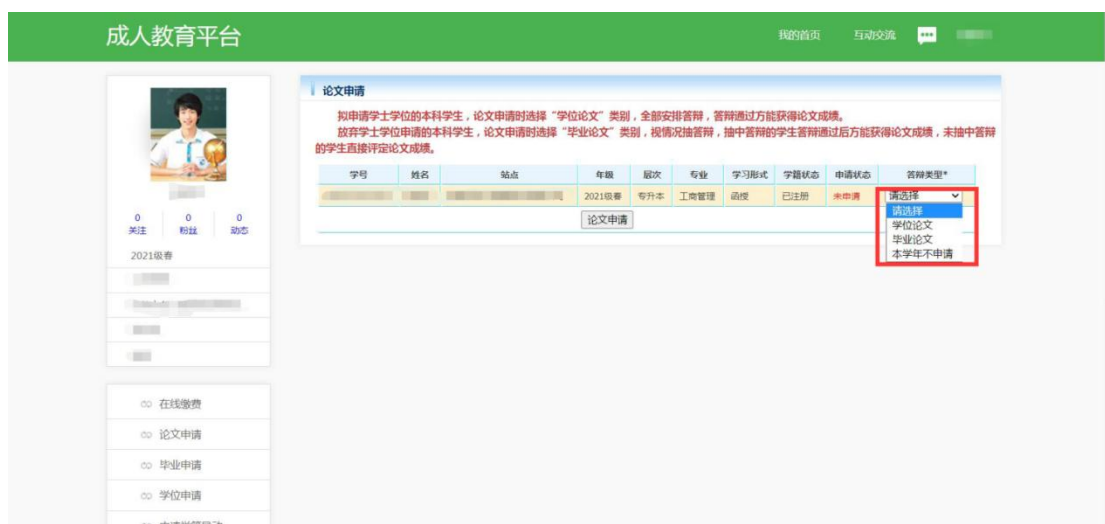 成人教育平台
我的首页 互动交流
论文申请
拟申请学士学位的本科学生，论文申请时选择“学位论文”类别，全部安排答辩，答辩通过方能获得论文成绩。
放弃学士学位申请的本科学生，论文申请时选择“毕业论文”类别，视情况抽答辩，抽中答辩的学生答辩通过后方能获得论文成绩，未抽中答辩
的学生直接评定论文成绩。
学号 姓名 站点 年级 层次 专业 学习形式 学籍状态 申请状态 答辩类型*
2021级春 专升本 工商管理 函授 已注册 未申请 请选择
论文申请
请选择
学位论文
毕业论文
本学年不申请
0 0 0
关注 粉丝 动态
2021级春
在线缴费
论文申请
毕业申请
学位申请